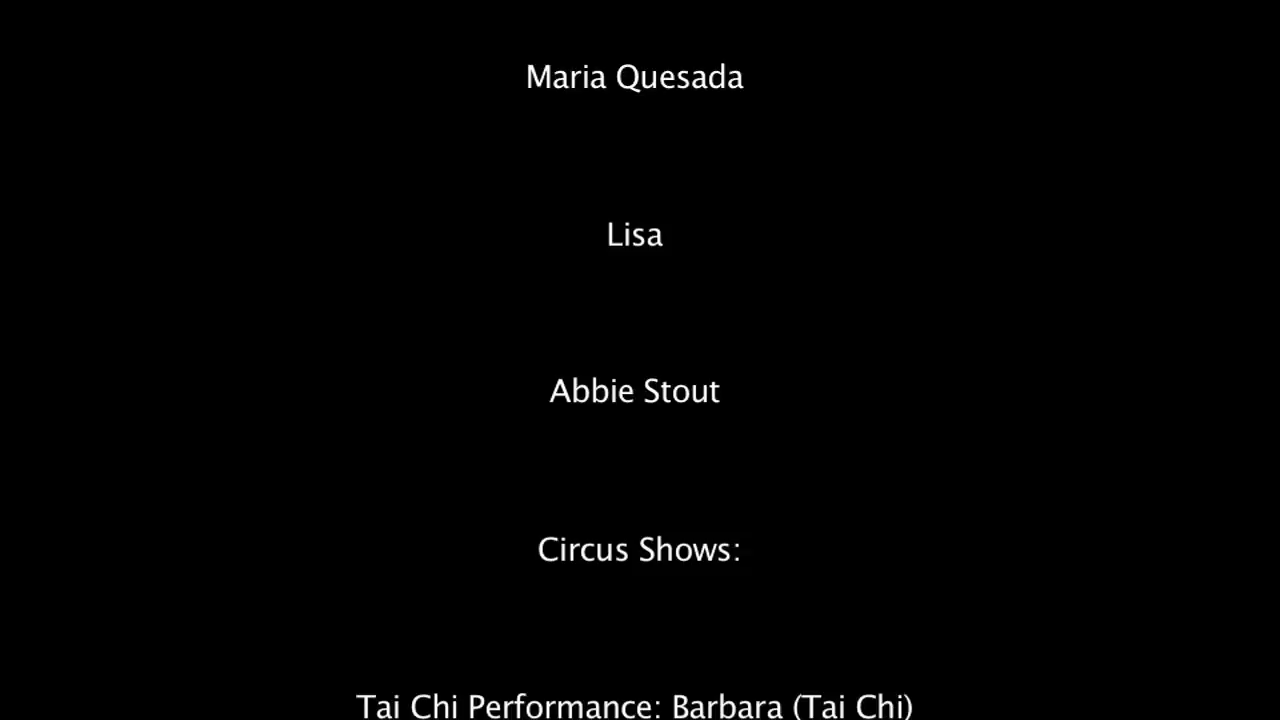 Maria Quesada
Lisa
Abbie Stout
Circus Shows:
Tai Chi Performance: Barbara (Tai Chi)